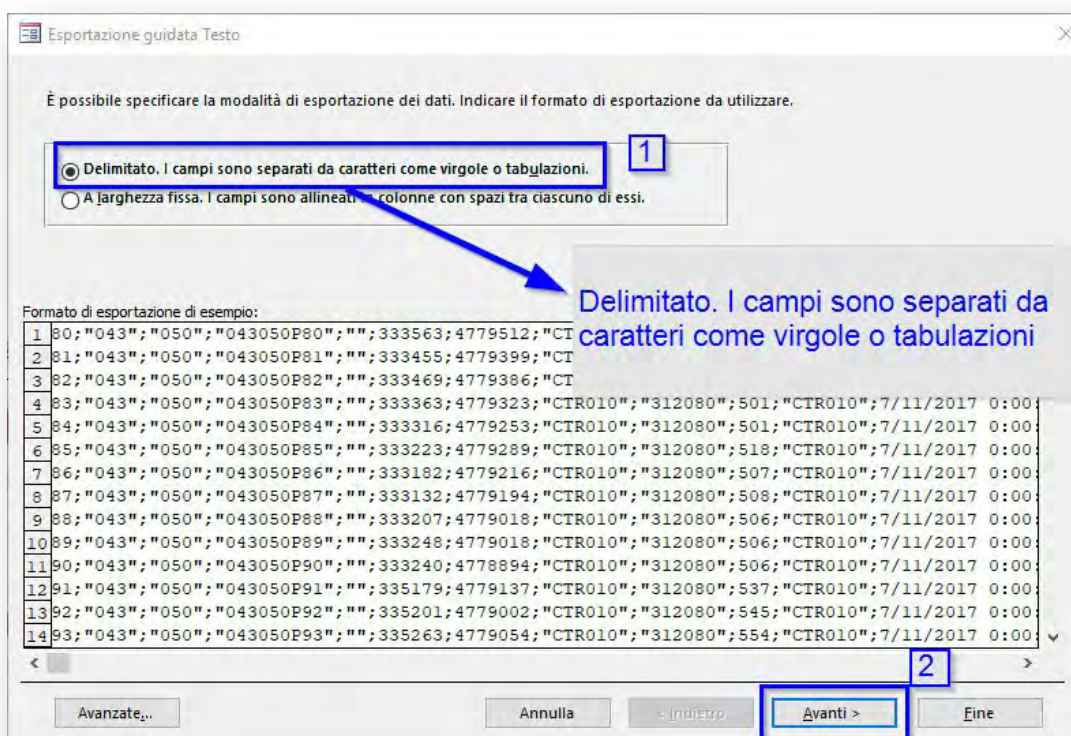 Esportazione guidata Testo
È possibile specificare la modalità di esportazione dei dati. Indicare il formato di esportazione da utilizzare.
1
Delimitato. I campi sono separati da caratteri come virgole o tabulazioni.
A larghezza fissa. I campi sono allineati in colonne con spazi tra ciascuno di essi.
Delimitato. I campi sono separati da
caratteri come virgole o tabulazioni
Formato di esportazione di esempio:
1 80;"043";"050";"043050P80";"";333563;4779512;"CT
2 81;"043";"050";"043050P81";"";333455;4779399;"CT
3 82;"043";"050";"043050P82";"";333469;4779386;"CT
4 83;"043";"050";"043050P83";"";333363;4779323;"CTR010";"312080";501;"CTR010";7/11/2017 0:00:
5 84;"043";"050";"043050P84";"";333316;4779253;"CTR010";"312080";501;"CTR010";7/11/2017 0:00:
6 85;"043";"050";"043050P85";"";333223;4779289;"CTR010";"312080";518;"CTR010";7/11/2017 0:00:
7 86;"043";"050";"043050P86";"";333182;4779216;"CTR010";"312080";507;"CTR010";7/11/2017 0:00:
8 87;"043";"050";"043050P87";"";333132;4779194;"CTR010";"312080";508;"CTR010";7/11/2017 0:00:
9 88;"043";"050";"043050P88";"";333207;4779018;"CTR010";"312080";506;"CTR010";7/11/2017 0:00:
10 89;"043";"050";"043050P89";"";333248;4779018;"CTR010";"312080";506;"CTR010";7/11/2017 0:00:
11 90;"043";"050";"043050P90";"";333240;4778894;"CTR010";"312080";506;"CTR010";7/11/2017 0:00:
12 91;"043";"050";"043050P91";"";335179;4779137;"CTR010";"312080";537;"CTR010";7/11/2017 0:00:
13 92;"043";"050";"043050P92";"";335201;4779002;"CTR010";"312080";545;"CTR010";7/11/2017 0:00:
14 93;"043";"050";"043050P93";"";335263;4779054;"CTR010";"312080";554;"CTR010";7/11/2017 0:00:
2
Avanzate... Annulla < Indietro Avanti > Fine